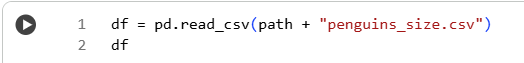 1 df = pd.read_csv(path + "penguins_size.csv")
2 df